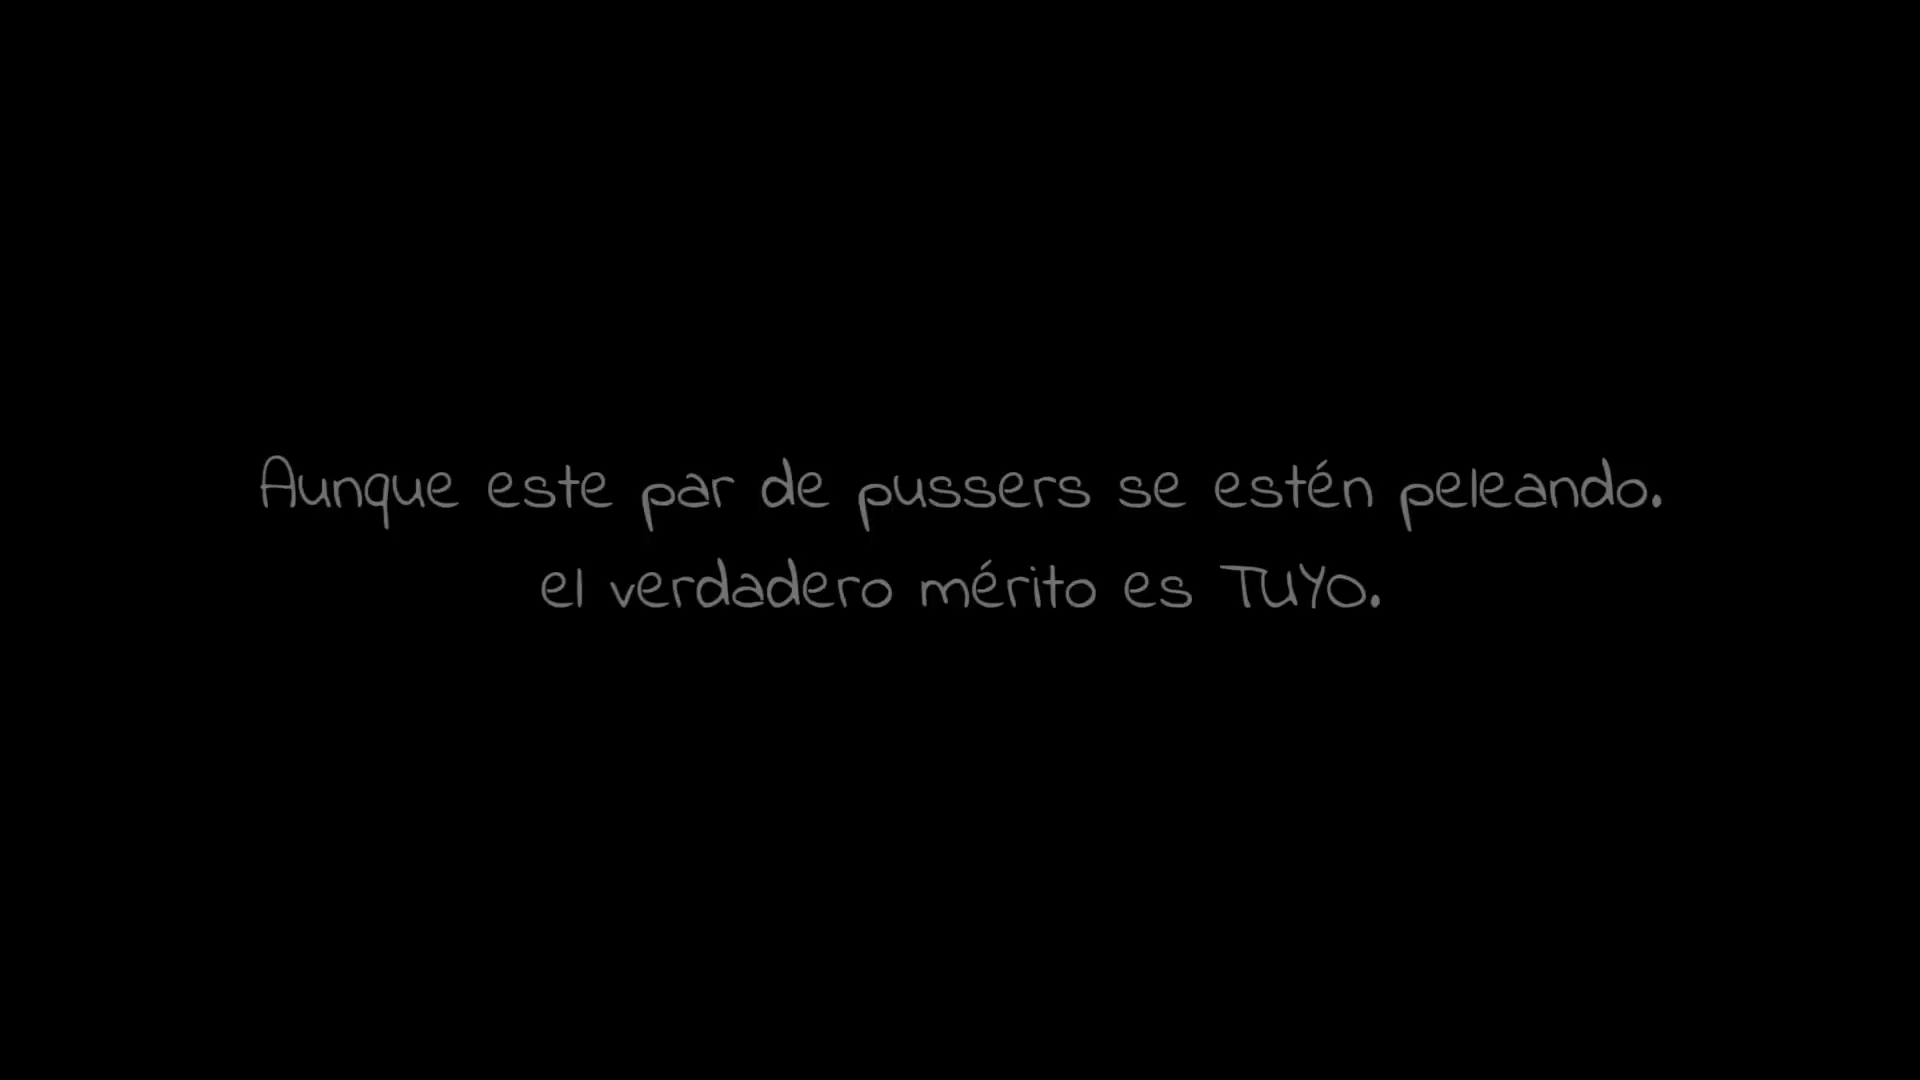 Aunque este par de pussers se estén peleando.
el verdadero mérito es TUYO.